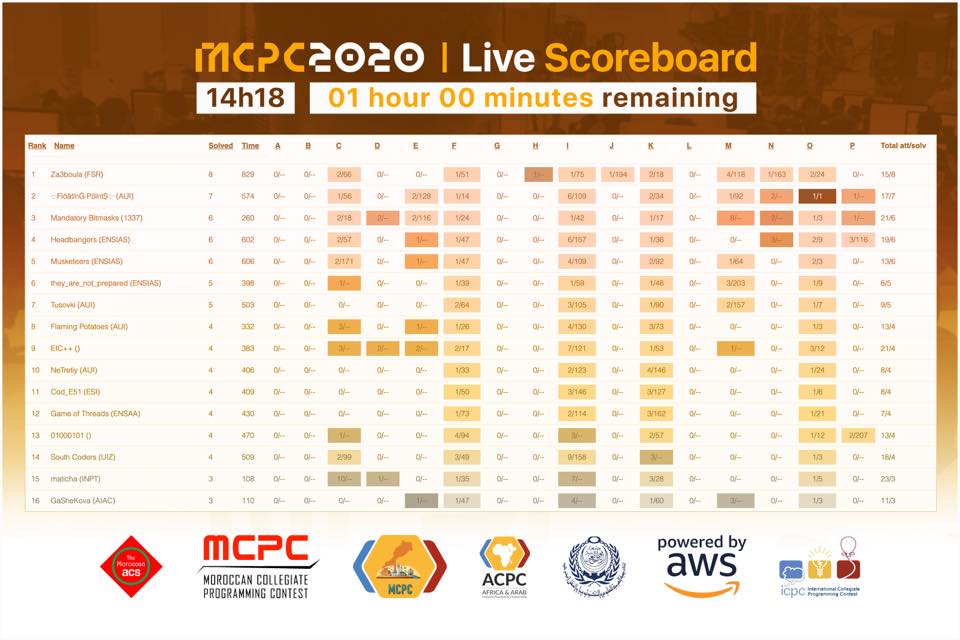 MCPC2020 | Live Scoreboard
14h18 01 hour 00 minutes remaining
Rank Name Solved Time A B C D E F G H I J K L M N O P Total att/solv
1 Za3boula (FSR) 8 829 0/-- 0/-- 2/66 0/-- 0/-- 1/51 0/-- 1/-- 1/75 1/194 2/18 0/-- 4/118 1/163 2/24 0/-- 15/8
2 (AUI) 7 574 0/-- 0/-- 1/56 0/-- 2/128 1/14 0/-- 0/-- 6/109 0/-- 2/34 0/-- 1/92 2/-- 1/1 1/-- 17/7
3 Mandatory Bitmasks (1337) 6 260 0/-- 0/-- 2/18 2/-- 2/116 1/24 0/-- 0/-- 1/42 0/-- 1/17 0/-- 8/-- 2/-- 1/3 1/-- 21/6
4 Headbangers (ENSIAS) 6 602 0/-- 0/-- 2/57 0/-- 1/-- 1/47 0/-- 0/-- 6/157 0/-- 1/36 0/-- 0/-- 3/-- 2/9 3/116 19/6
5 Musketeers (ENSIAS) 6 606 0/-- 0/-- 2/171 0/-- 1/-- 1/47 0/-- 0/-- 4/109 0/-- 2/92 0/-- 1/64 0/-- 2/3 0/-- 13/6
6 they_are_not_prepared (ENSIAS) 5 398 0/-- 0/-- 1/-- 0/-- 0/-- 1/39 0/-- 0/-- 1/59 0/-- 1/48 0/-- 3/203 0/-- 1/9 0/-- 8/5
7 Tusovki (AUI) 5 503 0/-- 0/-- 0/-- 0/-- 0/-- 2/64 0/-- 0/-- 3/105 0/-- 1/90 0/-- 2/157 0/-- 1/7 0/-- 9/5
8 Flaming Potatoes (AUI) 4 332 0/-- 0/-- 3/-- 0/-- 1/-- 1/26 0/-- 0/-- 4/130 0/-- 3/73 0/-- 0/-- 0/-- 1/3 0/-- 13/4
9 EIC++ () 4 383 0/-- 0/-- 3/-- 2/-- 2/-- 2/17 0/-- 0/-- 7/121 0/-- 1/53 0/-- 1/-- 0/-- 3/12 0/-- 21/4
10 NeTretiy (AUI) 4 406 0/-- 0/-- 0/-- 0/-- 0/-- 1/33 0/-- 0/-- 2/123 0/-- 4/146 0/-- 0/-- 0/-- 1/24 0/-- 8/4
11 Cod_E51 (ESI) 4 409 0/-- 0/-- 0/-- 0/-- 0/-- 1/50 0/-- 0/-- 3/146 0/-- 3/127 0/-- 0/-- 0/-- 1/6 0/-- 8/4
12 Game of Threads (ENSAA) 4 430 0/-- 0/-- 0/-- 0/-- 0/-- 1/73 0/-- 0/-- 2/114 0/-- 3/162 0/-- 0/-- 0/-- 1/21 0/-- 7/4
13 01000101 () 4 470 0/-- 0/-- 1/-- 0/-- 0/-- 4/94 0/-- 0/-- 3/-- 0/-- 2/57 0/-- 0/-- 0/-- 1/12 2/207 13/4
14 South Coders (UIZ) 4 509 0/-- 0/-- 2/99 0/-- 0/-- 3/49 0/-- 0/-- 9/158 0/-- 3/-- 0/-- 0/-- 0/-- 1/3 0/-- 18/4
15 maticha (INPT) 3 108 0/-- 0/-- 10/-- 1/-- 0/-- 1/35 0/-- 0/-- 7/-- 0/-- 3/28 0/-- 0/-- 0/-- 1/5 0/-- 23/3
16 GaSheKova (AIAC) 3 110 0/-- 0/-- 0/-- 0/-- 1/-- 1/47 0/-- 0/-- 4/-- 0/-- 1/60 0/-- 3/-- 0/-- 1/3 0/-- 11/3
The
Moroccan
acs
MCPC
MOROCCAN COLLEGIATE
PROGRAMMING CONTEST
MCPC
ACPC
AFRICA & ARAB
powered by
aws
icpc International Collegiate
Programming Contest